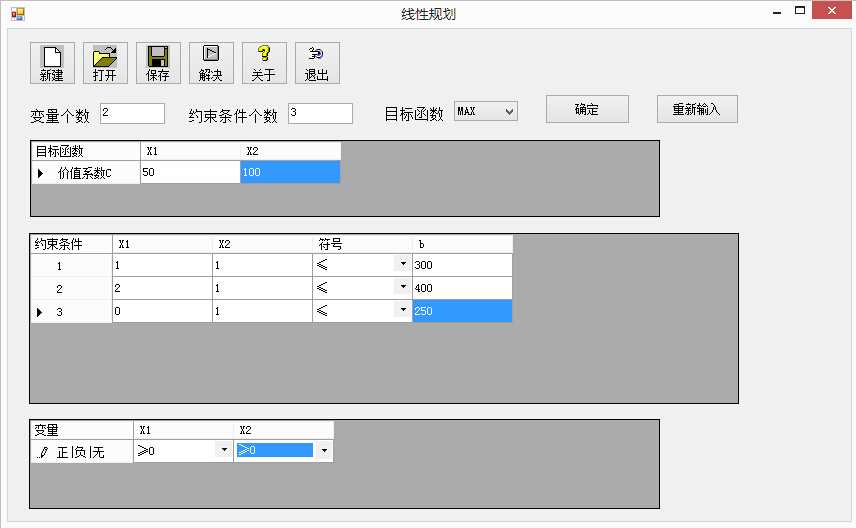 线性规划
新建 打开 保存 解决 关于 退出
变量个数 2 约束条件个数 3 目标函数 MAX 确定 重新输入
目标函数 X1 X2
价值系数C 50 100
约束条件 X1 X2 符号 b
1 1 1 ≤ 300
2 2 1 ≤ 400
3 0 1 ≤ 250
变量 X1 X2
正|负|无 ≥0 ≥0